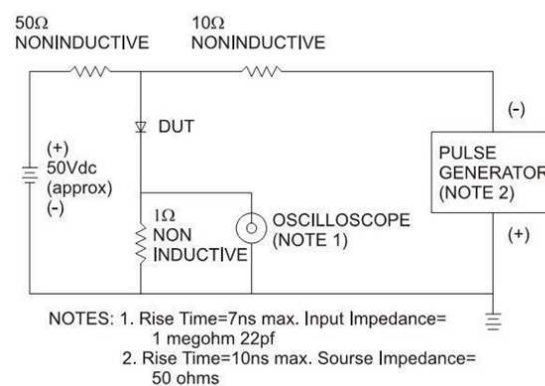 50Ω
NONINDUCTIVE
10Ω
NONINDUCTIVE
DUT
(+)
50Vdc
(approx)
(-)
1Ω
NON
INDUCTIVE
OSCILLOSCOPE
(NOTE 1)
(-)
PULSE
GENERATOR
(NOTE 2)
(+)
NOTES: 1. Rise Time=7ns max. Input Impedance=
1 megohm 22pf
2. Rise Time=10ns max. Sourse Impedance=
50 ohms